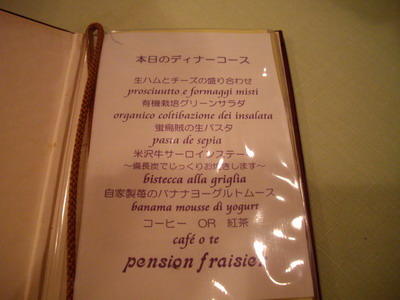 本日のディナーコース
生ハムとチーズの盛り合わせ
prosciuutto e formaggi misti
有機栽培グリーンサラダ
organico coltibazione dei insalata
蛍烏賊の生パスタ
pasta de sepia
米沢牛サーロインステーキ
～備長炭でじっくりお焼きします～
bistecca alla griglia
自家製苺のバナナヨーグルトムース
banama mousse di yogurt
コーヒー OR 紅茶
café o te
pension fraisier